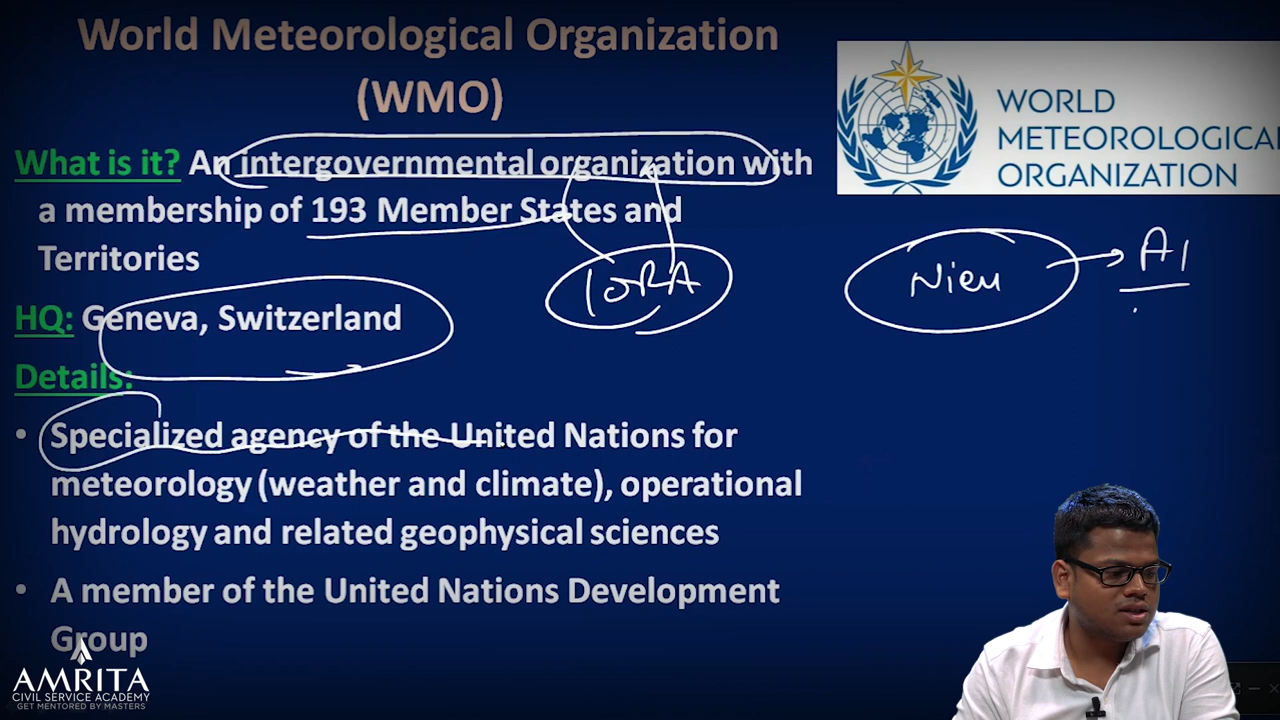 World Meteorological Organization
(WMO)
What is it? An intergovernmental organization with
a membership of 193 Member States and
Territories
HQ: Geneva, Switzerland
Details:
• Specialized agency of the United Nations for
meteorology (weather and climate), operational
hydrology and related geophysical sciences
• A member of the United Nations Development
Group
WORLD
METEOROLOGICAL
ORGANIZATION
IORA
AMRITA
CIVIL SERVICE ACADEMY
GET MENTORED BY MASTERS